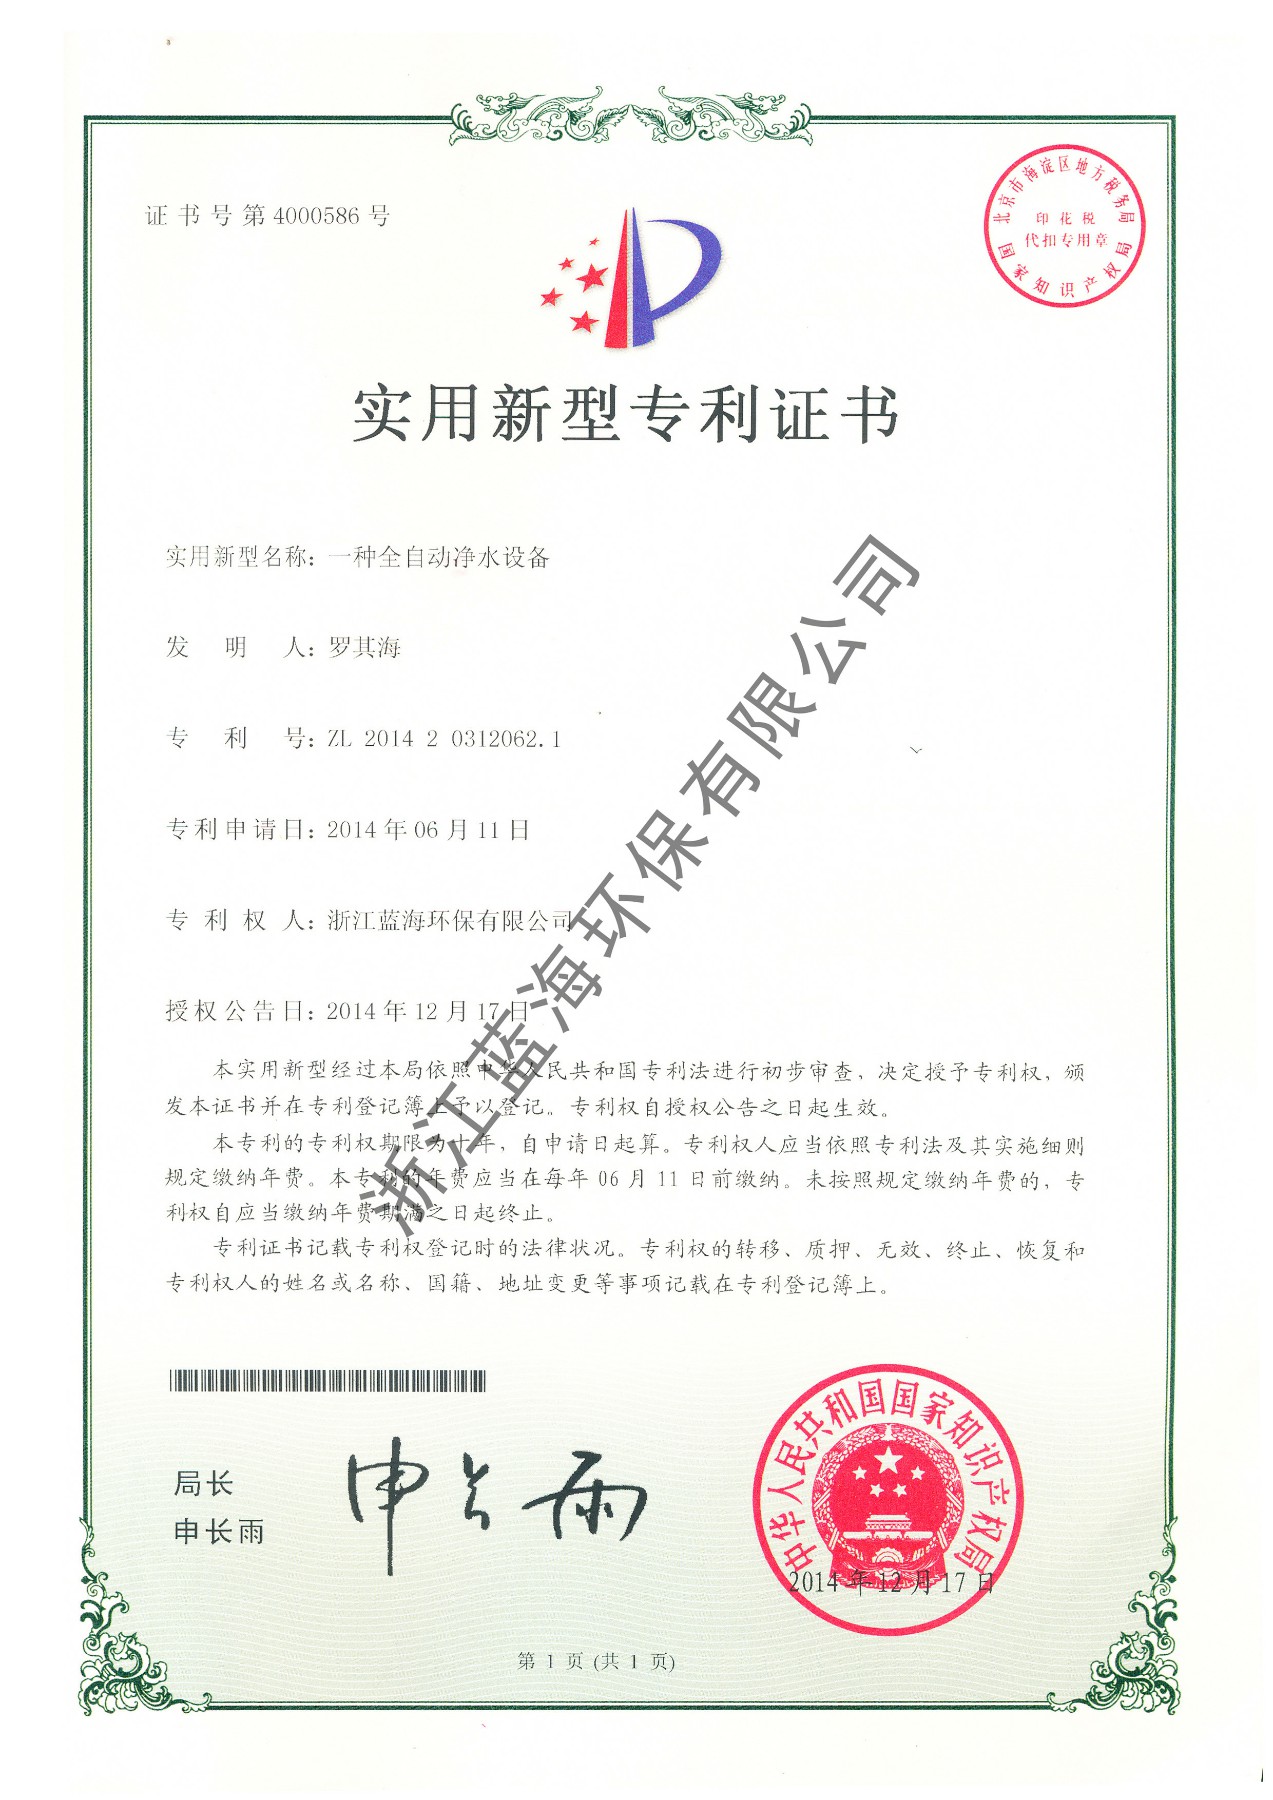 证书号第4000586号
北京市海淀区地方税务局
印花税
代扣专用章
国家知识产权局
实用新型专利证书
实用新型名称：一种全自动净水设备
发明人：罗其海
专利号：ZL 2014 2 0312062.1
专利申请日：2014年06月11日
专利权人：浙江蓝海环保有限公司
授权公告日：2014年12月17日
本实用新型经过本局依照中华人民共和国专利法进行初步审查，决定授予专利权，颁
发本证书并在专利登记簿上予以登记。专利权自授权公告之日起生效。
本专利的专利权期限为十年，自申请日起算。专利权人应当依照专利法及其实施细则
规定缴纳年费。本专利的年费应当在每年06月11日前缴纳。未按照规定缴纳年费的，专
利权自应当缴纳年费期满之日起终止。
专利证书记载专利权登记时的法律状况。专利权的转移、质押、无效、终止、恢复和
专利权人的姓名或名称、国籍、地址变更等事项记载在专利登记簿上。
浙江蓝海环保有限公司
局长
申长雨
申长雨
中华人民共和国国家知识产权局
2014年12月17日
第1页(共1页)